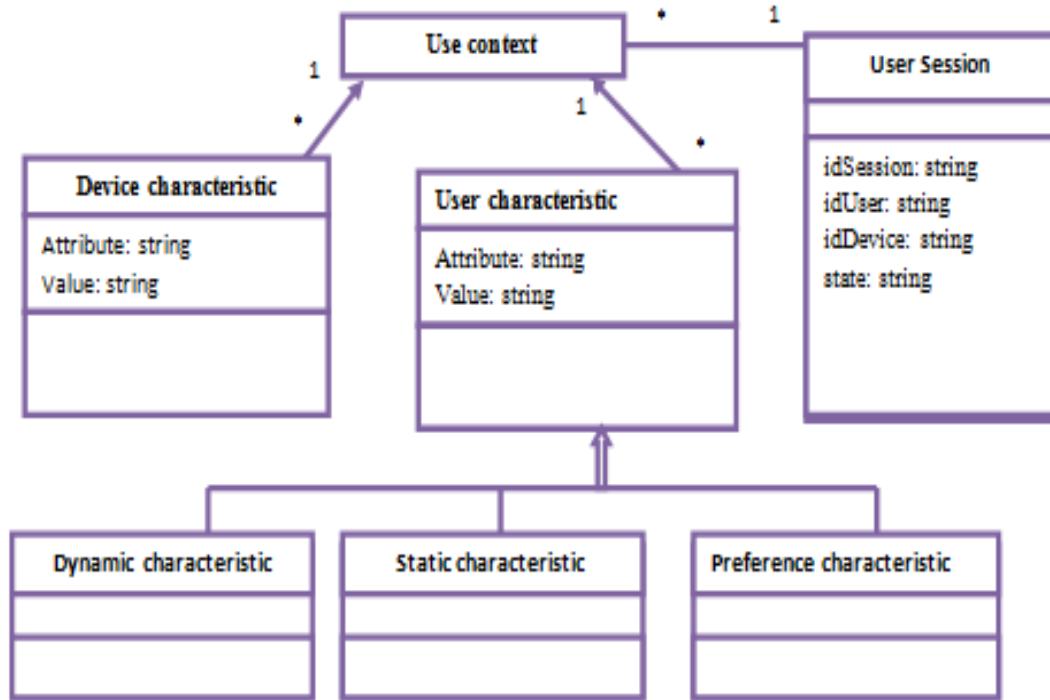 Use context
*
1
User Session
1
*
1
*
idSession: string
idUser: string
idDevice: string
state: string
Device characteristic
Attribute: string
Value: string
User characteristic
Attribute: string
Value: string
Dynamic characteristic
Static characteristic
Preference characteristic